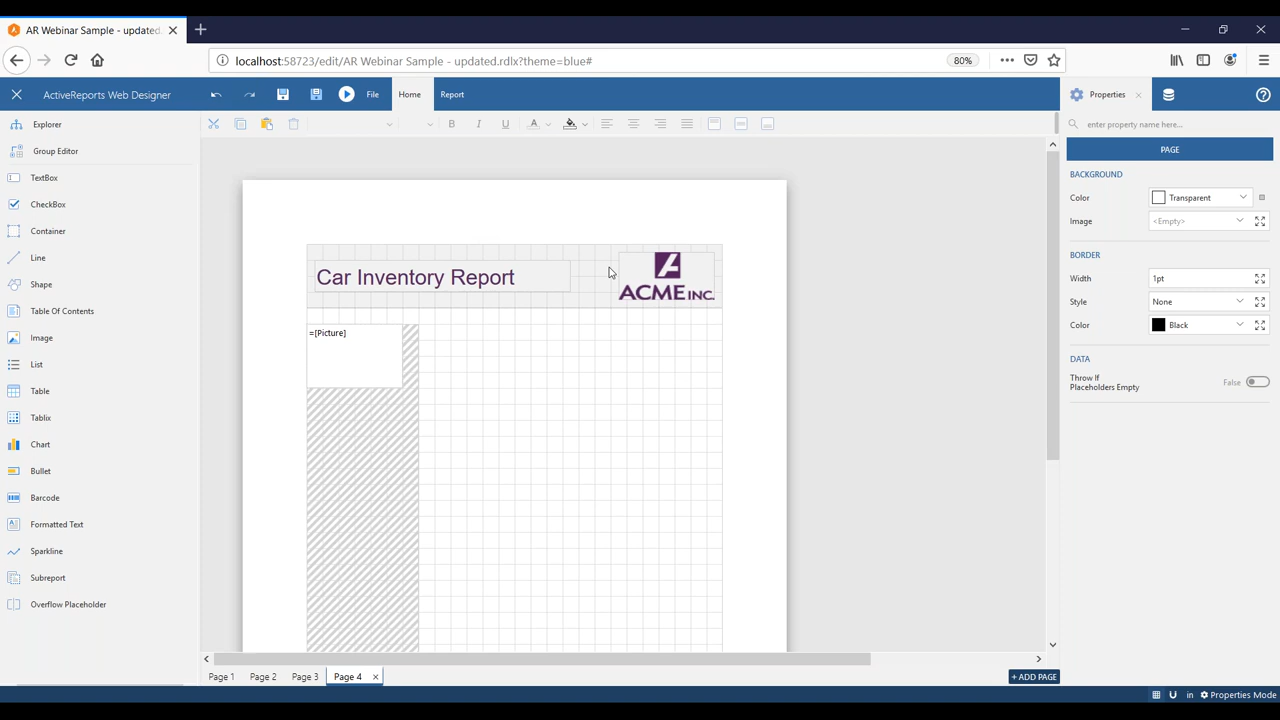 AR Webinar Sample - updated.
localhost:58723/edit/AR Webinar Sample - updated.rdlx?theme=blue#
80%
ActiveReports Web Designer
File
Home
Report
Properties
Explorer
B
I
U
A
enter property name here...
Group Editor
PAGE
TextBox
BACKGROUND
CheckBox
Color
Transparent
Container
Image
<Empty>
Line
BORDER
Shape
Car Inventory Report
A
ACME INC.
Width
1pt
Table Of Contents
Style
None
Image
=[Picture]
Color
Black
List
DATA
Table
Throw If
Placeholders Empty
False
Tablix
Chart
Bullet
Barcode
Formatted Text
Sparkline
Subreport
Overflow Placeholder
Page 1
Page 2
Page 3
Page 4
+ ADD PAGE
in
Properties Mode